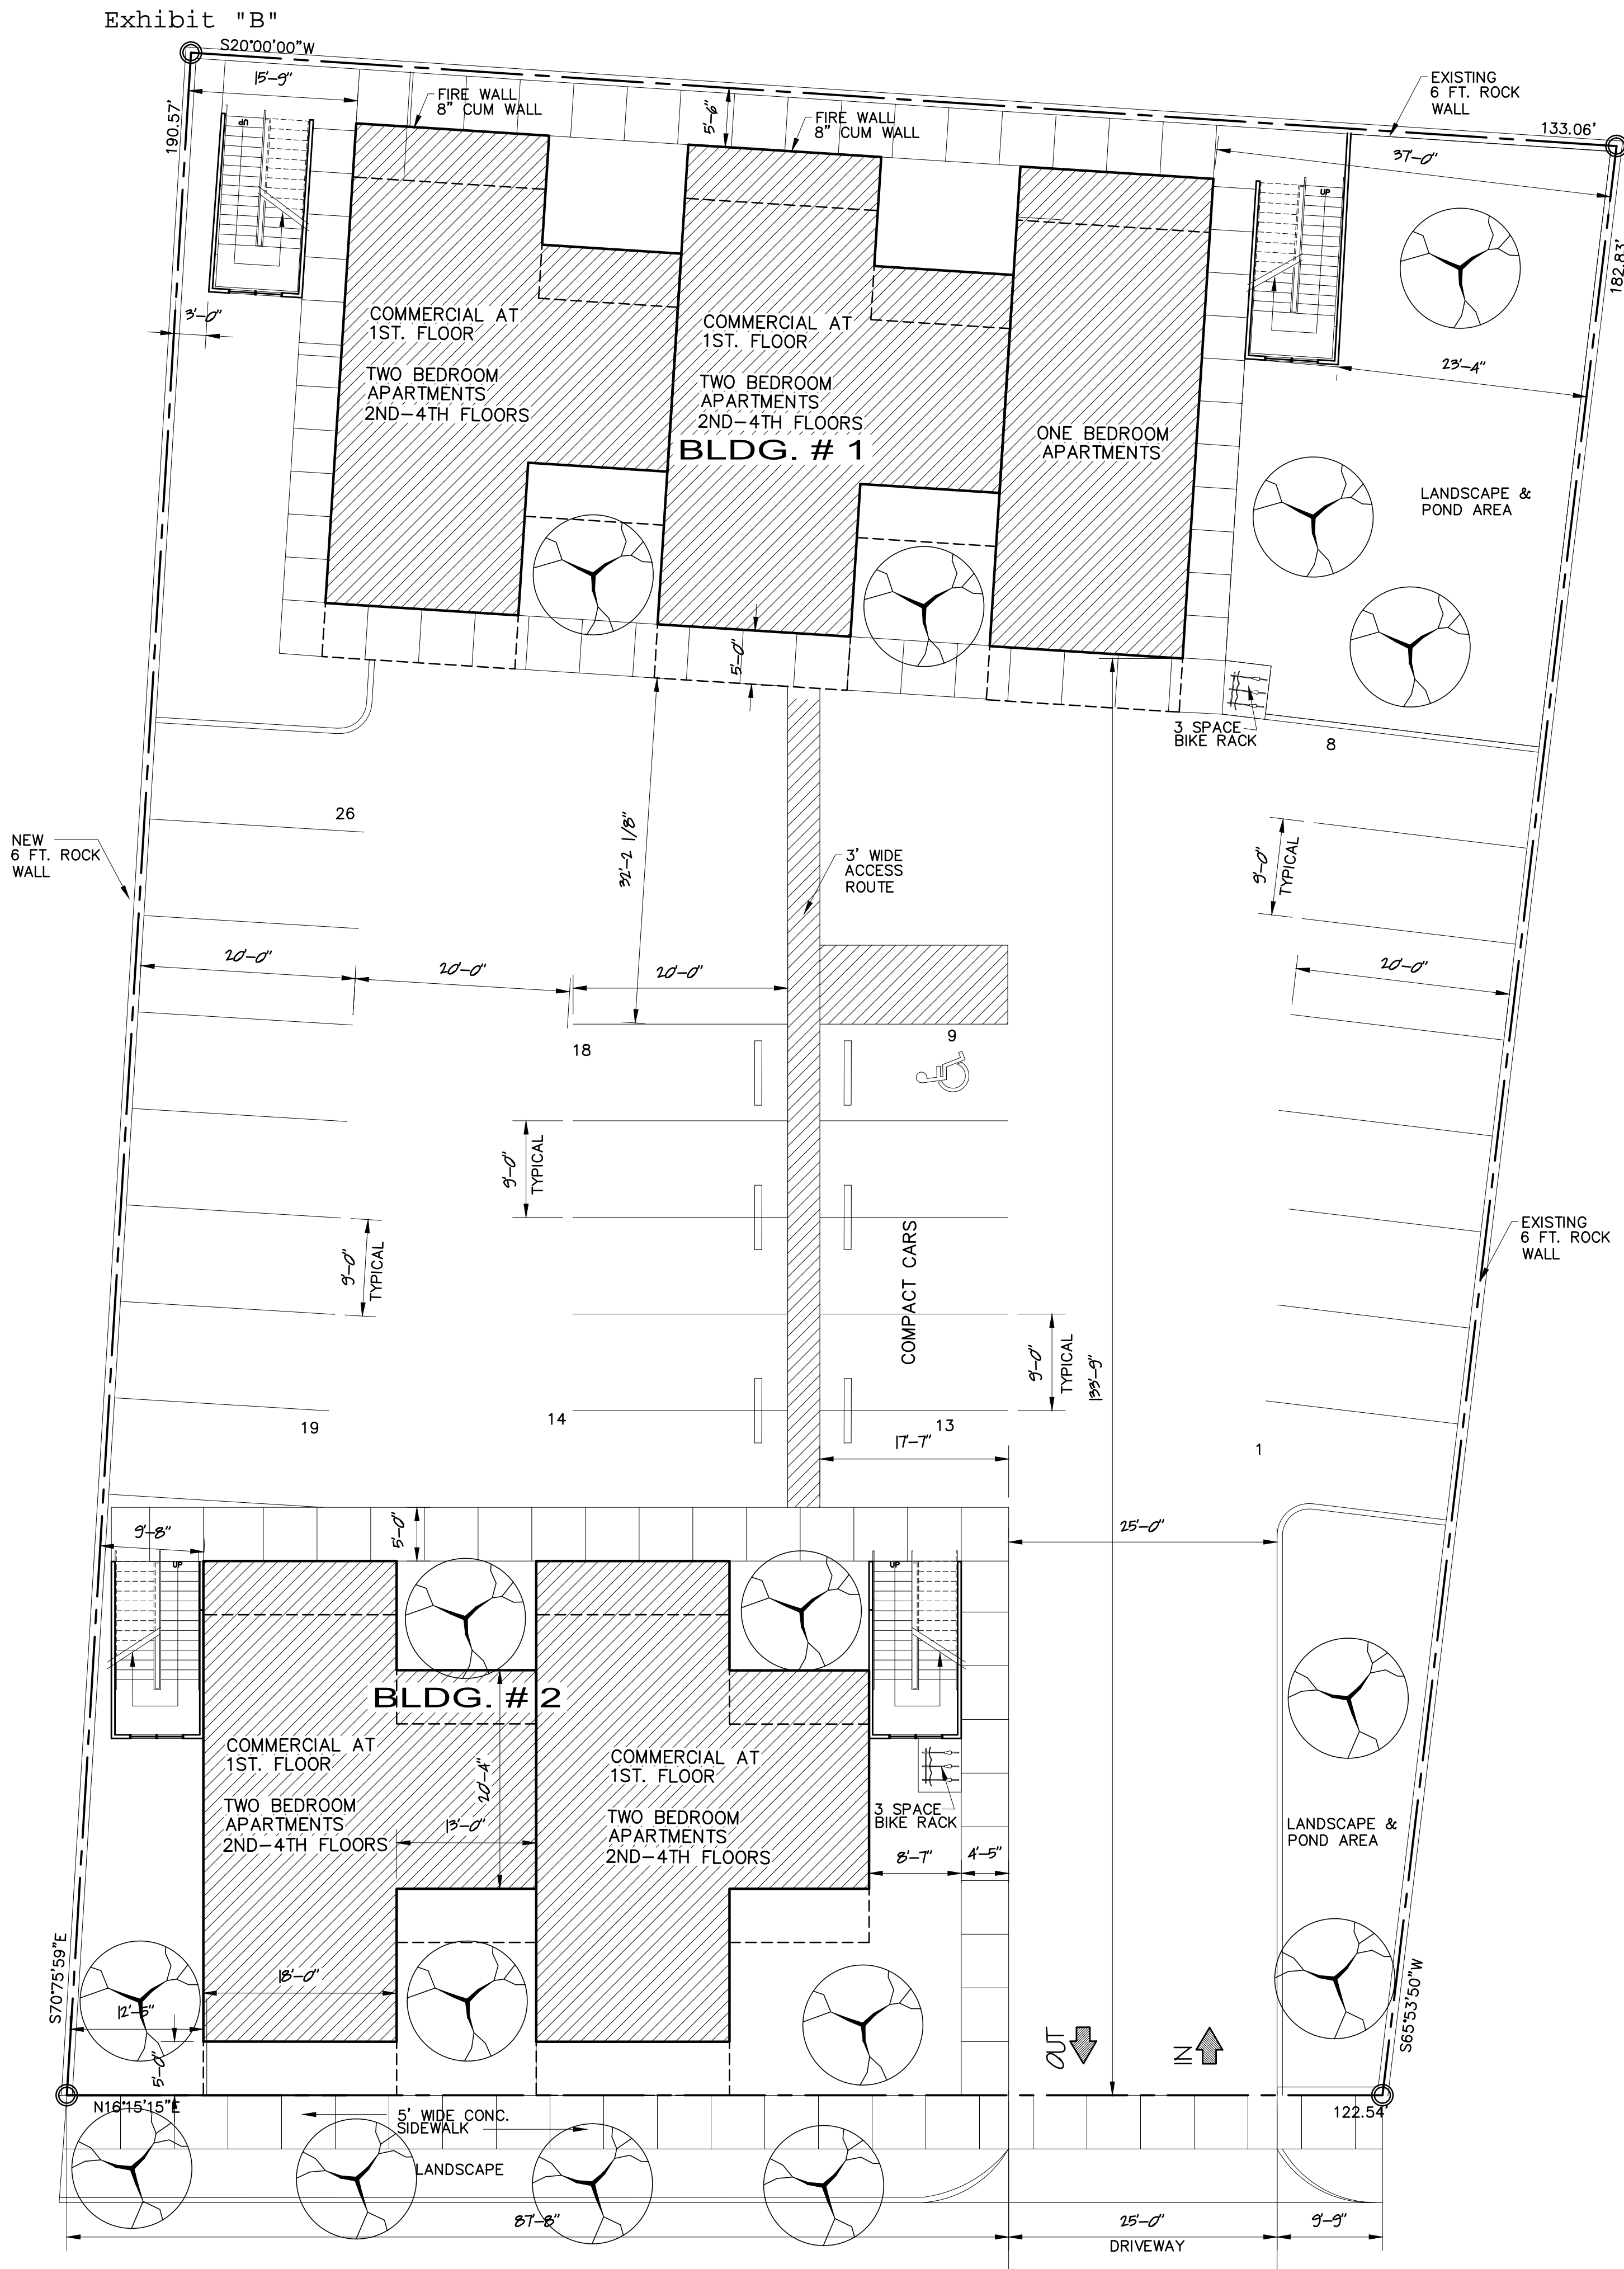 Exhibit "B"
S20°00'00"W
15'-9"
190.57'
UP
FIRE WALL
8" CUM WALL
5'-6"
FIRE WALL
8" CUM WALL
EXISTING
6 FT. ROCK
WALL
133.06'
37'-0"
UP
182.83'
3'-0"
23'-4"
COMMERCIAL AT
1ST. FLOOR
TWO BEDROOM
APARTMENTS
2ND-4TH FLOORS
COMMERCIAL AT
1ST. FLOOR
TWO BEDROOM
APARTMENTS
2ND-4TH FLOORS
BLDG. # 1
ONE BEDROOM
APARTMENTS
LANDSCAPE &
POND AREA
5'-0"
3 SPACE
BIKE RACK
8
26
NEW
6 FT. ROCK
WALL
32'-2 1/8"
3' WIDE
ACCESS
ROUTE
9'-0"
TYPICAL
20'-0"
20'-0"
20'-0"
20'-0"
18
9
9'-0"
TYPICAL
9'-0"
TYPICAL
COMPACT CARS
EXISTING
6 FT. ROCK
WALL
9'-0"
TYPICAL
133'-9"
19
14
13
17'-7"
1
9'-8"
5'-0"
25'-0"
UP
UP
BLDG. # 2
COMMERCIAL AT
1ST. FLOOR
TWO BEDROOM
APARTMENTS
2ND-4TH FLOORS
20'-4"
13'-0"
COMMERCIAL AT
1ST. FLOOR
TWO BEDROOM
APARTMENTS
2ND-4TH FLOORS
3 SPACE
BIKE RACK
8'-7"
4'-5"
LANDSCAPE &
POND AREA
S70°75'59"E
18'-0"
12'-5"
5'-0"
OUT
IN
S65°53'50"W
N16°15'15"E
122.54'
5' WIDE CONC.
SIDEWALK
LANDSCAPE
87'-8"
25'-0"
DRIVEWAY
9'-9"